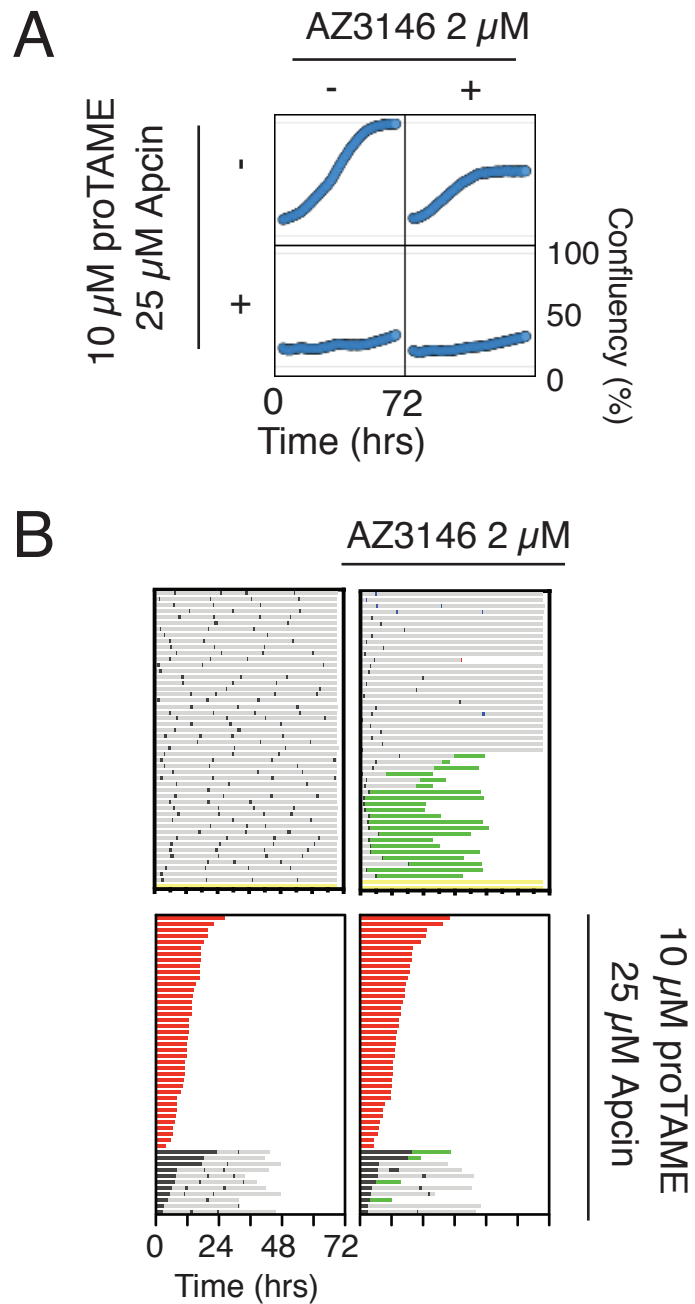 A
AZ3146 2 µM
- +
10 µM proTAME
25 µM Apcin
-
+
100
50
0
Confluency (%)
0 72
Time (hrs)
B
AZ3146 2 µM
10 µM proTAME
25 µM Apcin
0 24 48 72
Time (hrs)